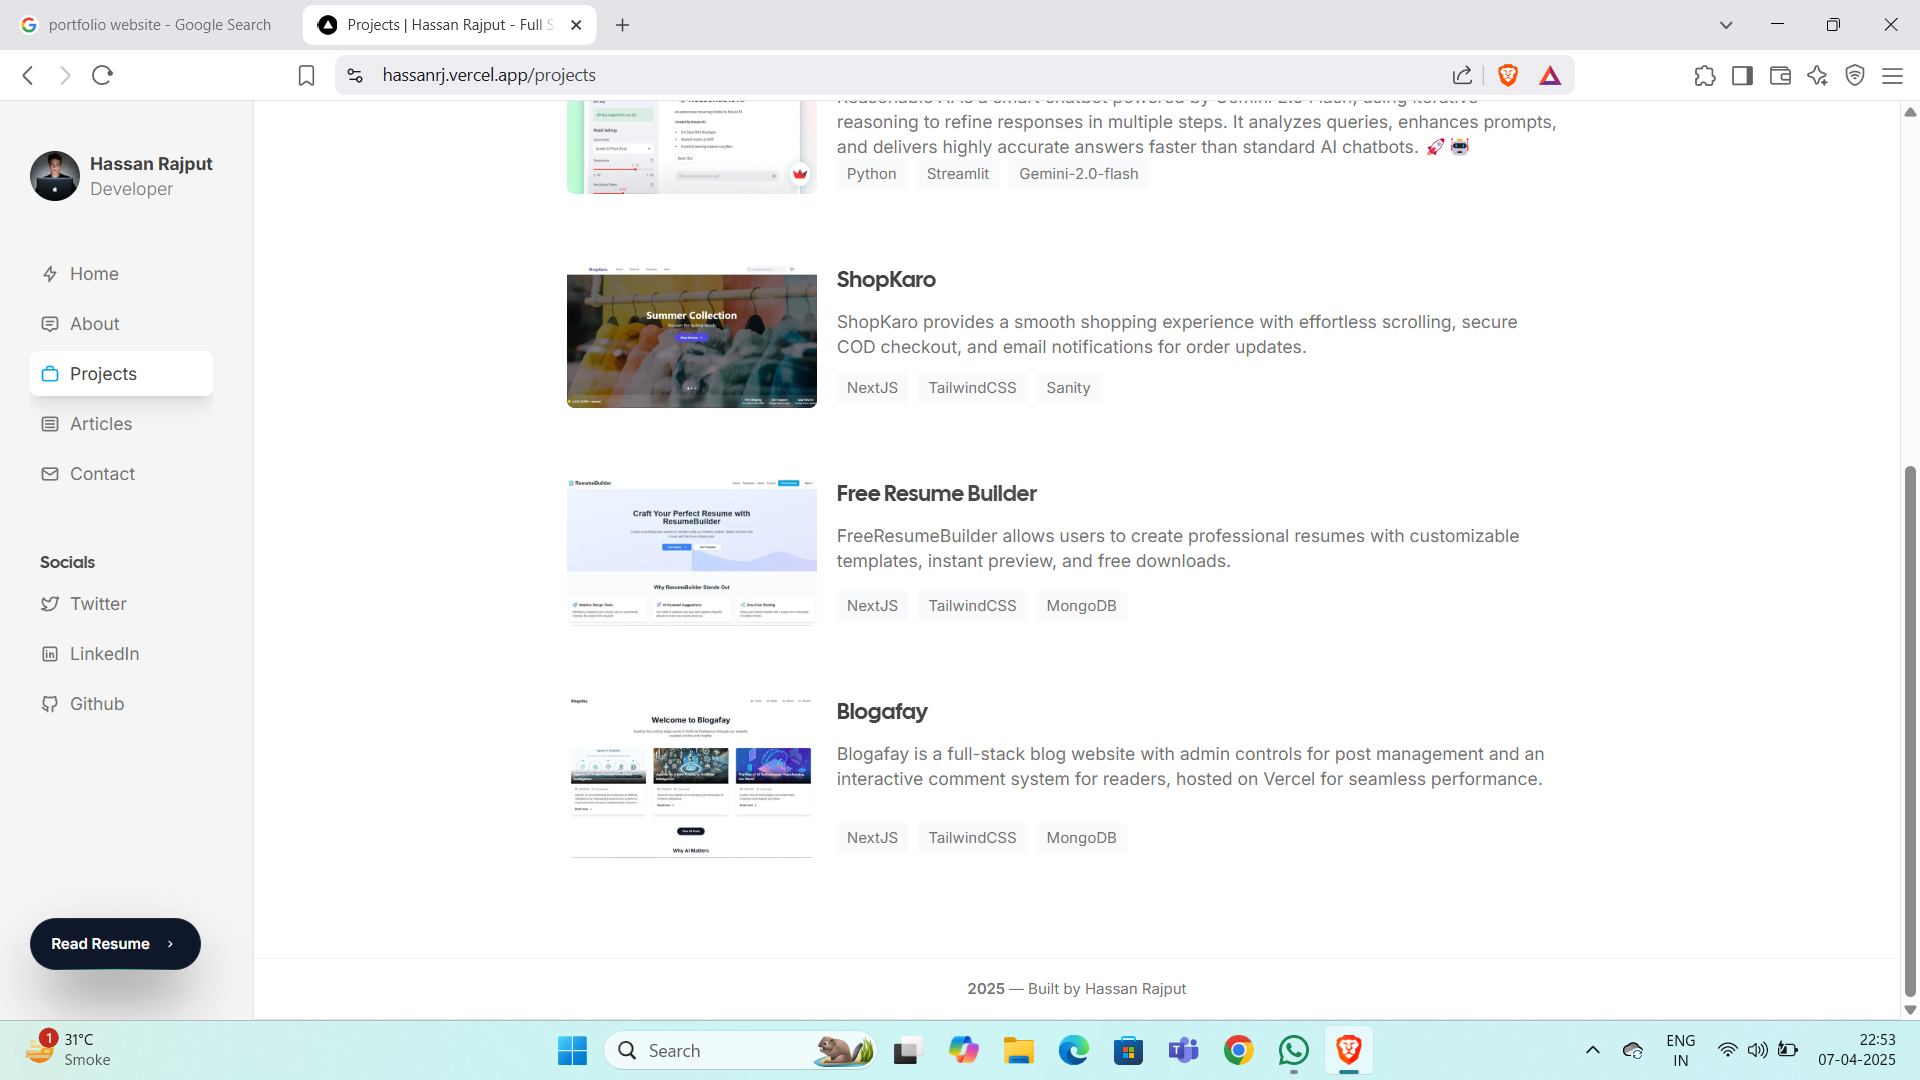 portfolio website - Google Search
Projects | Hassan Rajput - Full S
hassanrj.vercel.app/projects
Hassan Rajput
Developer
Home
About
Projects
Articles
Contact
Socials
Twitter
LinkedIn
Github
Read Resume
reasoning to refine responses in multiple steps. It analyzes queries, enhances prompts,
and delivers highly accurate answers faster than standard AI chatbots. 🚀 🤖
Python Streamlit Gemini-2.0-flash
ShopKaro
Summer Collection
ShopKaro
ShopKaro provides a smooth shopping experience with effortless scrolling, secure
COD checkout, and email notifications for order updates.
NextJS TailwindCSS Sanity
ResumeBuilder
Craft Your Perfect Resume with
ResumeBuilder
Why ResumeBuilder Stands Out
Free Resume Builder
FreeResumeBuilder allows users to create professional resumes with customizable
templates, instant preview, and free downloads.
NextJS TailwindCSS MongoDB
Blogafay
Welcome to Blogafay
Why AI Matters
Blogafay
Blogafay is a full-stack blog website with admin controls for post management and an
interactive comment system for readers, hosted on Vercel for seamless performance.
NextJS TailwindCSS MongoDB
2025 — Built by Hassan Rajput
1
31°C
Smoke
Search
ENG
IN
22:53
07-04-2025